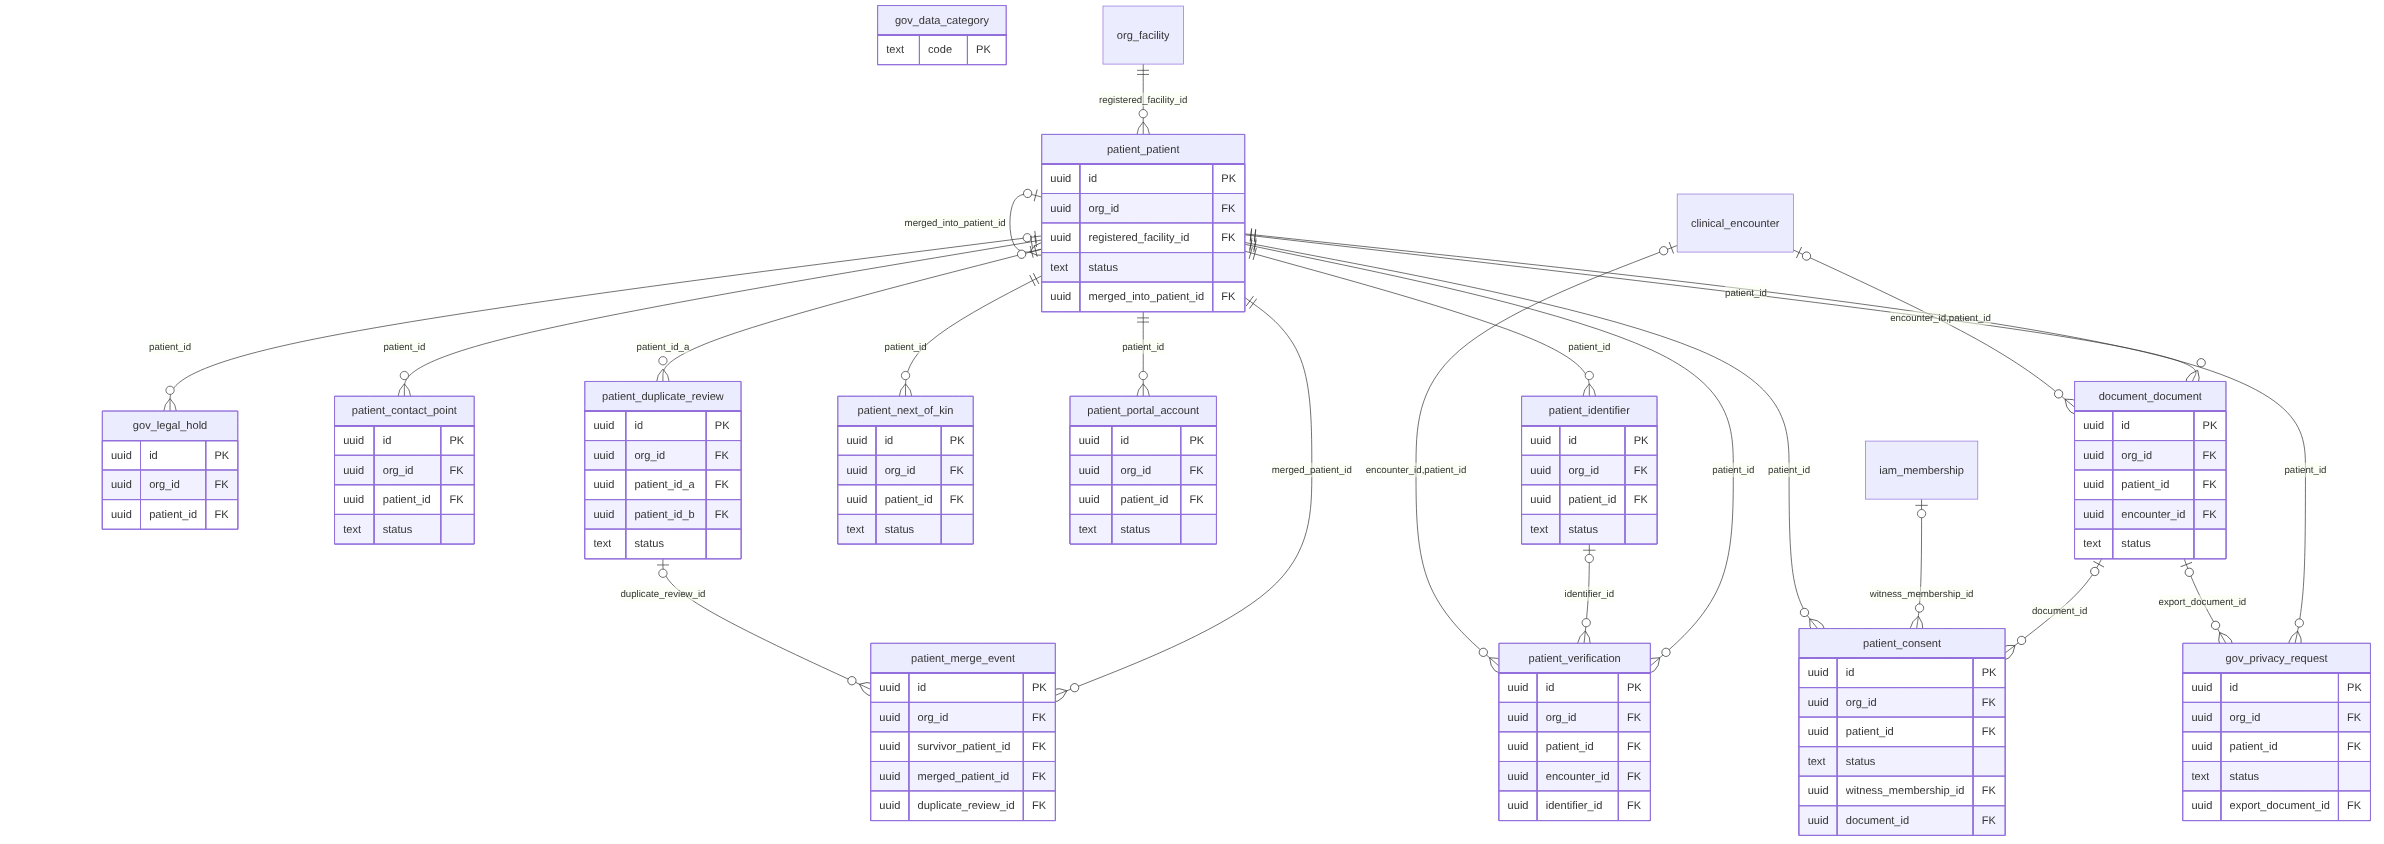 gov_data_category
text code PK
org_facility
registered_facility_id
patient_patient
uuid id PK
uuid org_id FK
uuid registered_facility_id FK
text status
uuid merged_into_patient_id FK
merged_into_patient_id
clinical_encounter
patient_id
encounter_id,patient_id
patient_id
patient_id
patient_id_a
patient_id
patient_id
patient_id
gov_legal_hold
uuid id PK
uuid org_id FK
uuid patient_id FK
patient_contact_point
uuid id PK
uuid org_id FK
uuid patient_id FK
text status
patient_duplicate_review
uuid id PK
uuid org_id FK
uuid patient_id_a FK
uuid patient_id_b FK
text status
patient_next_of_kin
uuid id PK
uuid org_id FK
uuid patient_id FK
text status
patient_portal_account
uuid id PK
uuid org_id FK
uuid patient_id FK
text status
merged_patient_id
encounter_id,patient_id
patient_identifier
uuid id PK
uuid org_id FK
uuid patient_id FK
text status
patient_id
patient_id
iam_membership
document_document
uuid id PK
uuid org_id FK
uuid patient_id FK
uuid encounter_id FK
text status
patient_id
duplicate_review_id
identifier_id
witness_membership_id
document_id
export_document_id
patient_merge_event
uuid id PK
uuid org_id FK
uuid survivor_patient_id FK
uuid merged_patient_id FK
uuid duplicate_review_id FK
patient_verification
uuid id PK
uuid org_id FK
uuid patient_id FK
uuid encounter_id FK
uuid identifier_id FK
patient_consent
uuid id PK
uuid org_id FK
uuid patient_id FK
text status
uuid witness_membership_id FK
uuid document_id FK
gov_privacy_request
uuid id PK
uuid org_id FK
uuid patient_id FK
text status
uuid export_document_id FK